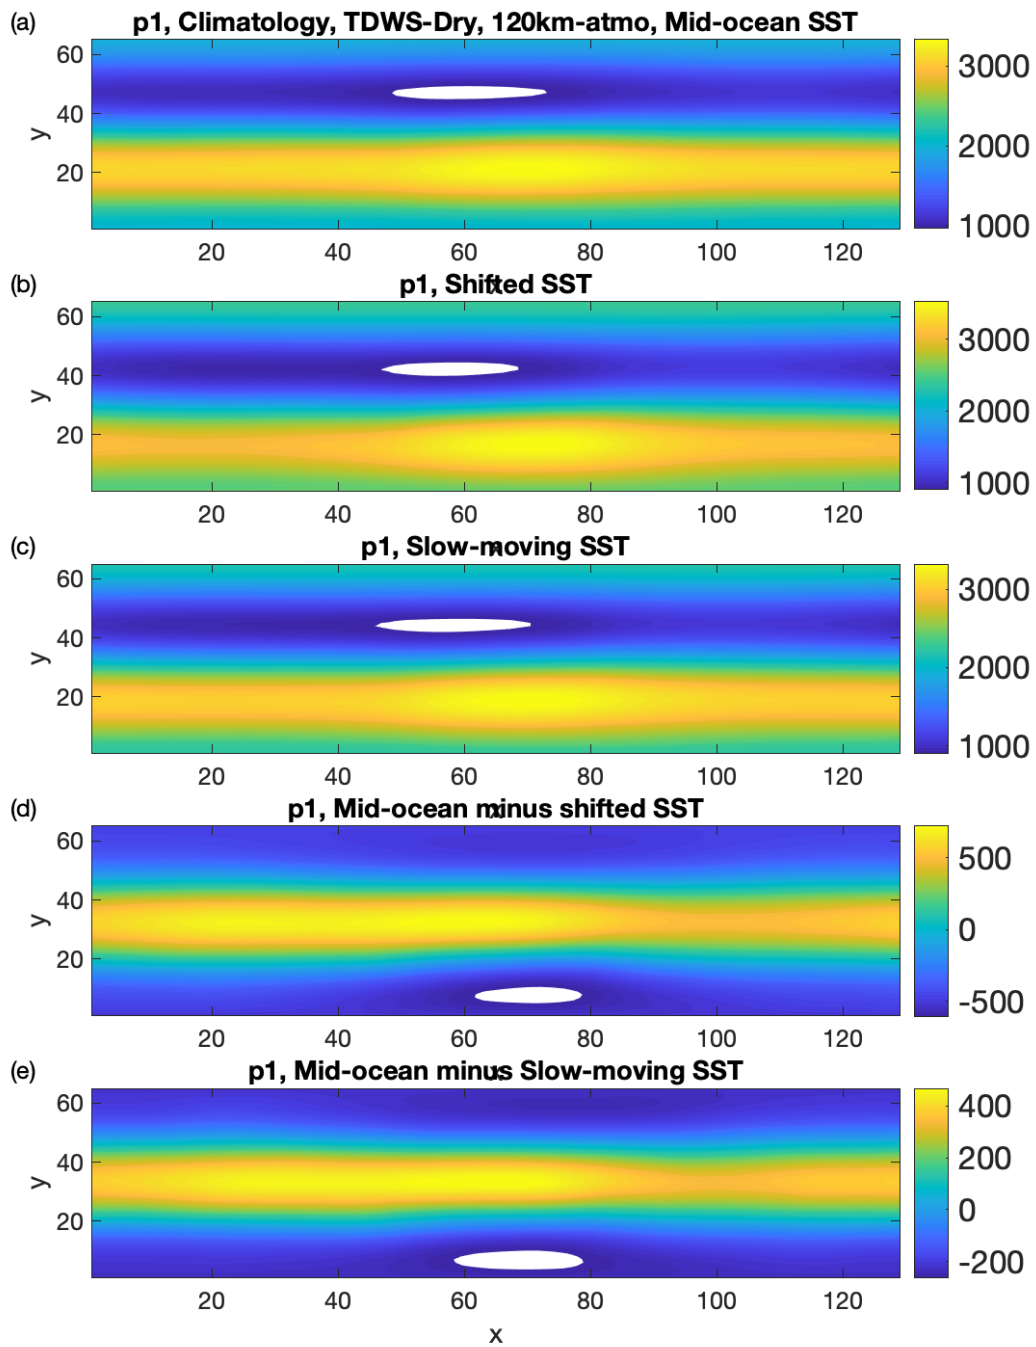 (a) p1, Climatology, TDWS-Dry, 120km-atmo, Mid-ocean SST
60
40
20
y
20 40 60 80 100 120
3000
2000
1000
x
(b) p1, Shifted SST
60
40
20
y
20 40 60 80 100 120
3000
2000
1000
x
(c) p1, Slow-moving SST
60
40
20
y
20 40 60 80 100 120
3000
2000
1000
x
(d) p1, Mid-ocean minus shifted SST
60
40
20
y
20 40 60 80 100 120
500
0
-500
x
(e) p1, Mid-ocean minus Slow-moving SST
60
40
20
y
20 40 60 80 100 120
400
200
0
-200
x